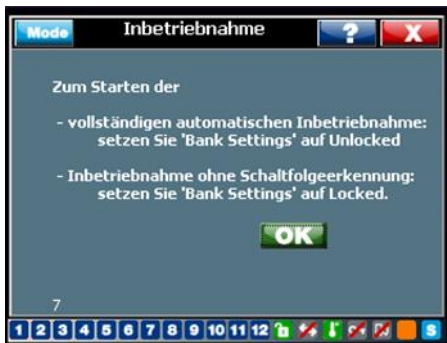 Mode Inbetriebnahme ? X
Zum Starten der
- vollständigen automatischen Inbetriebnahme:
setzen Sie 'Bank Settings' auf Unlocked
- Inbetriebnahme ohne Schaltfolgeerkennung:
setzen Sie 'Bank Settings' auf Locked.
OK
7
1 2 3 4 5 6 7 8 9 10 11 12 S